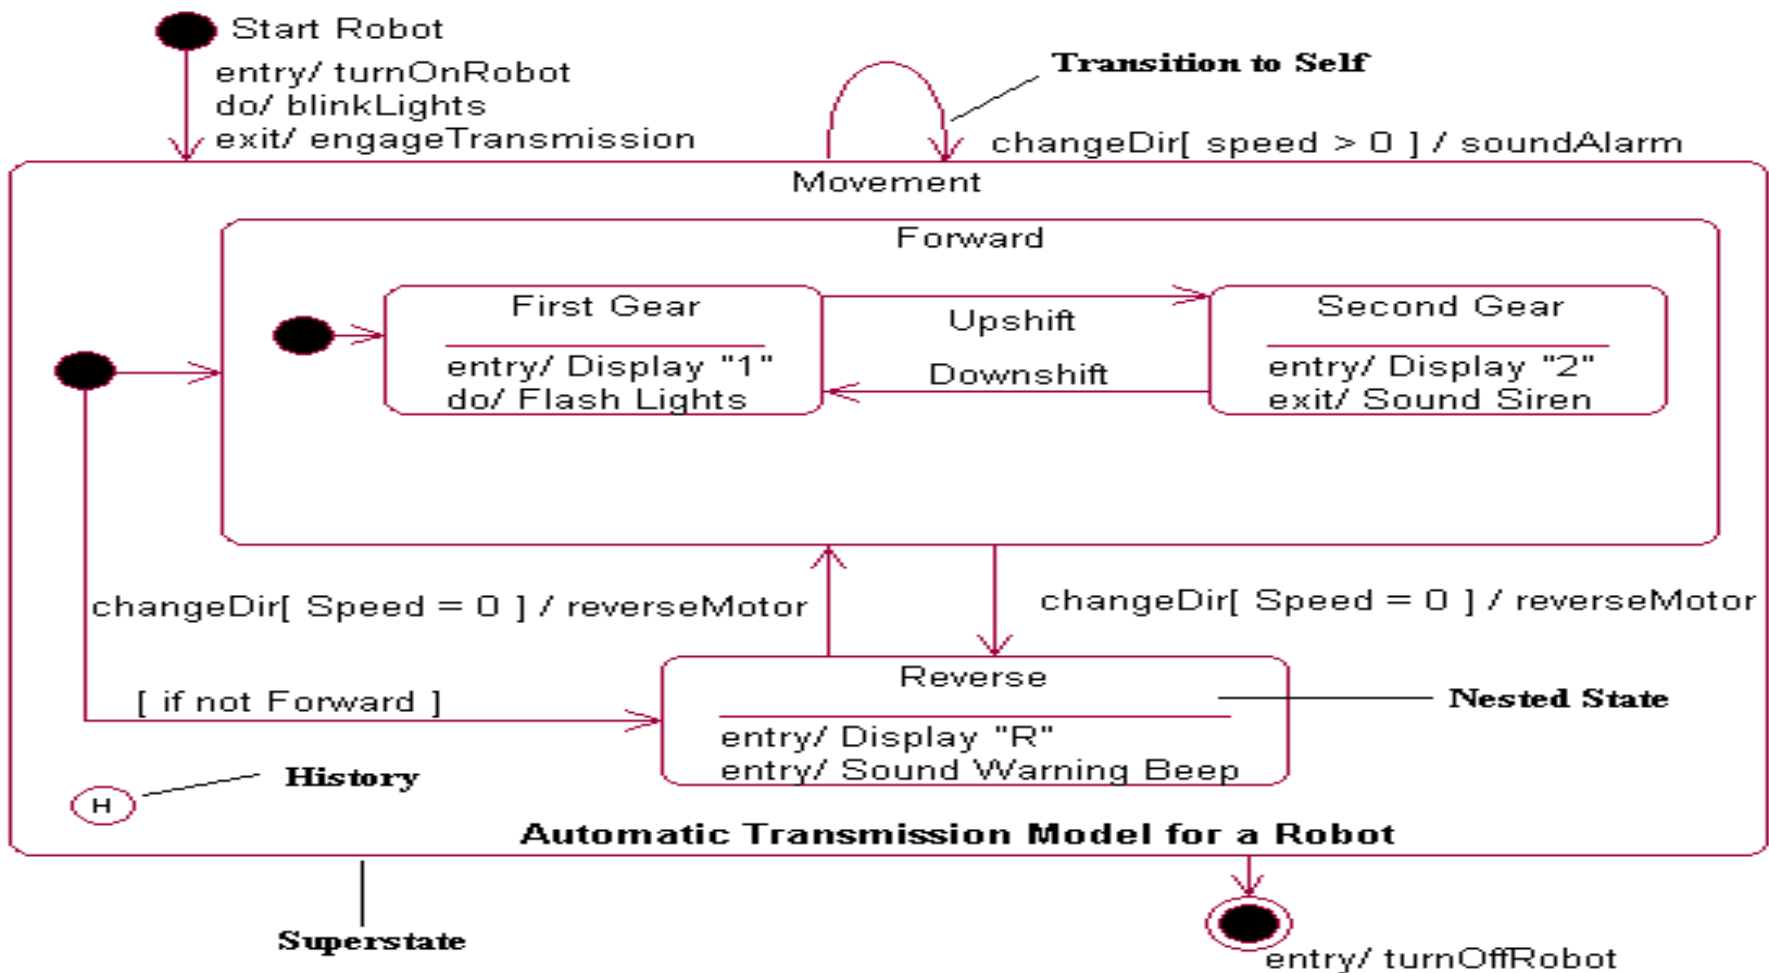 Start Robot
entry/ turnOnRobot
do/ blinkLights
exit/ engageTransmission
Transition to Self
changeDir[ speed > 0 ] / soundAlarm
Movement
Forward
First Gear
entry/ Display "1"
do/ Flash Lights
Upshift
Downshift
Second Gear
entry/ Display "2"
exit/ Sound Siren
changeDir[ Speed = 0 ] / reverseMotor
changeDir[ Speed = 0 ] / reverseMotor
[ if not Forward ]
Reverse
entry/ Display "R"
entry/ Sound Warning Beep
Nested State
History
H
Automatic Transmission Model for a Robot
Superstate
entry/ turnOffRobot